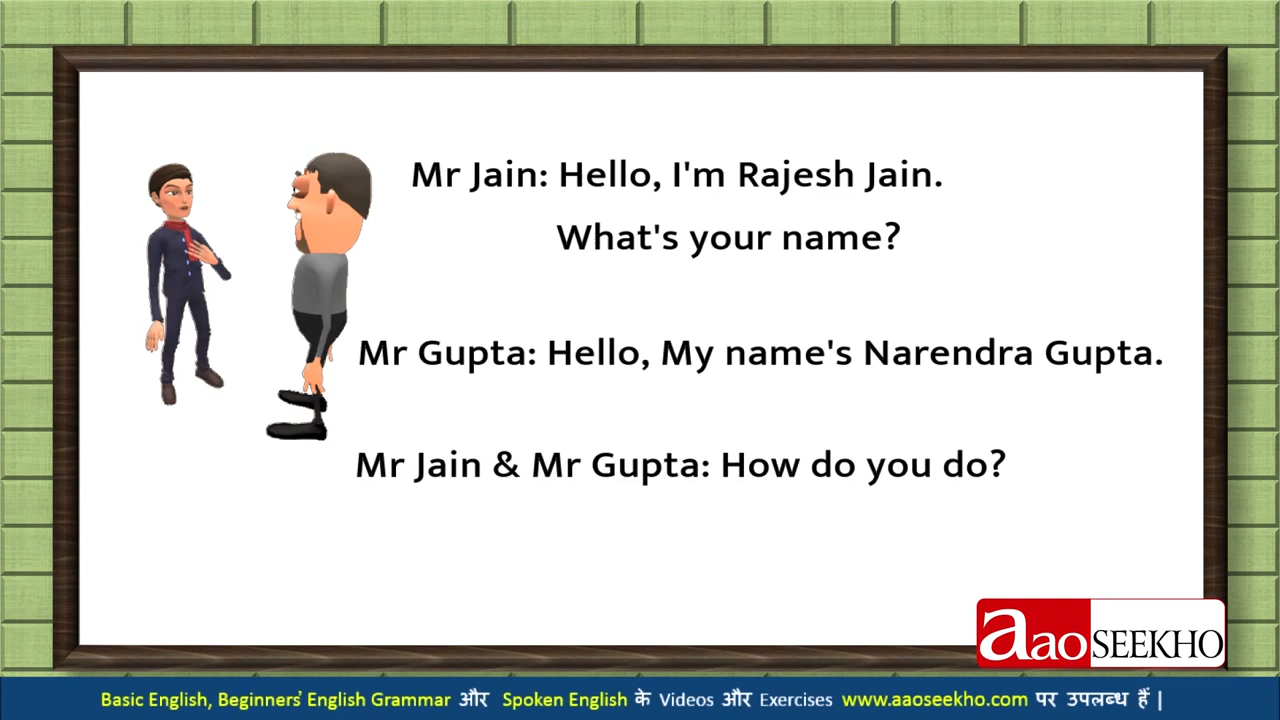 Mr Jain: Hello, I'm Rajesh Jain.
What's your name?
Mr Gupta: Hello, My name's Narendra Gupta.
Mr Jain & Mr Gupta: How do you do?
aaoSEEKHO
Basic English, Beginners' English Grammar और Spoken English के Videos और Exercises www.aaoseekho.com पर उपलब्ध हैं |